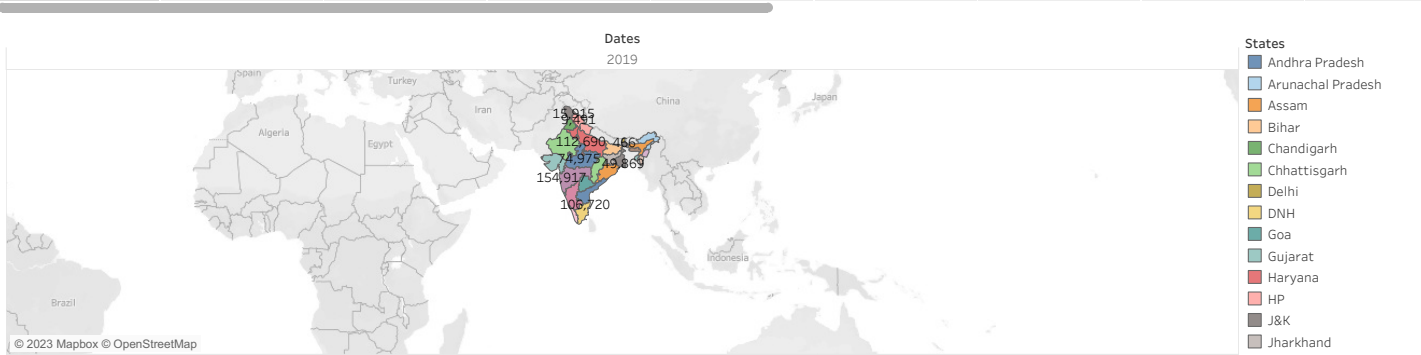 Dates
2019
States
Andhra Pradesh
Arunachal Pradesh
Assam
Bihar
Chandigarh
Chhattisgarh
Delhi
DNH
Goa
Gujarat
Haryana
HP
J&K
Jharkhand
Spain
Turkey
China
Japan
Iran
Algeria
Egypt
15,915
9,491
112,690
466
74,975
49,869
154,917
106,720
Indonesia
Brazil
© 2023 Mapbox © OpenStreetMap